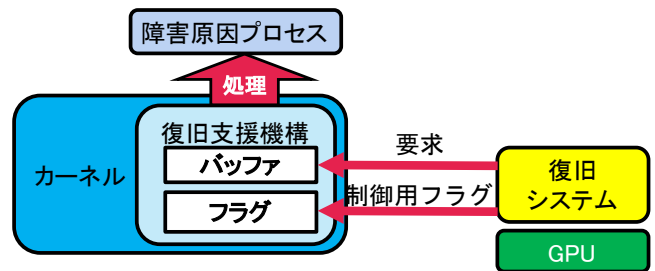 障害原因プロセス
処理
復旧支援機構
バッファ
フラグ
カーネル
要求
制御用フラグ
復旧
システム
GPU